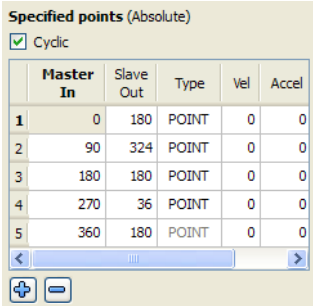 Specified points (Absolute)
Cyclic
Master In Slave Out Type Vel Accel
1 0 180 POINT 0 0
2 90 324 POINT 0 0
3 180 180 POINT 0 0
4 270 36 POINT 0 0
5 360 180 POINT 0 0